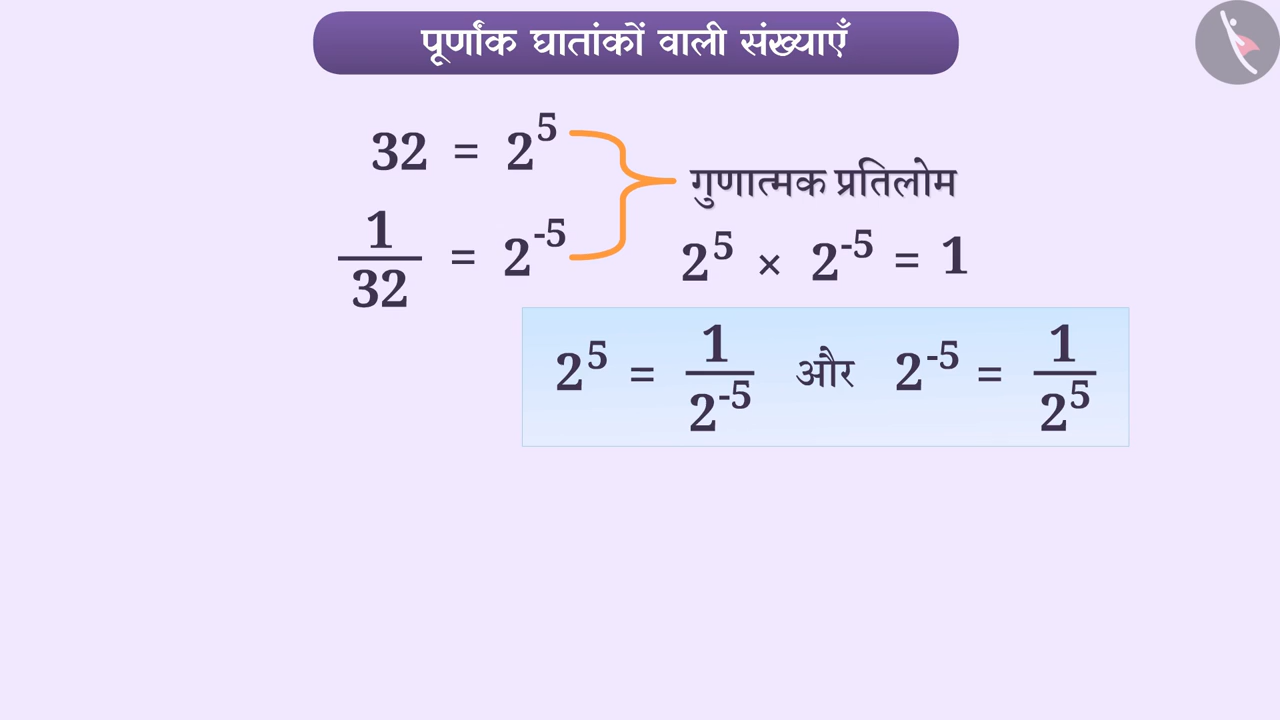 पूर्णांक घातांकों वाली संख्याएँ
32 = 2^5
गुणात्मक प्रतिलोम
1/32 = 2^-5
2^5 × 2^-5 = 1
2^5 = 1/2^-5 और 2^-5 = 1/2^5